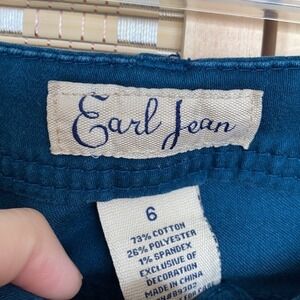 Earl Jean
6
73% COTTON
26% POLYESTER
1% SPANDEX
EXCLUSIVE OF
DECORATION
MADE IN CHINA